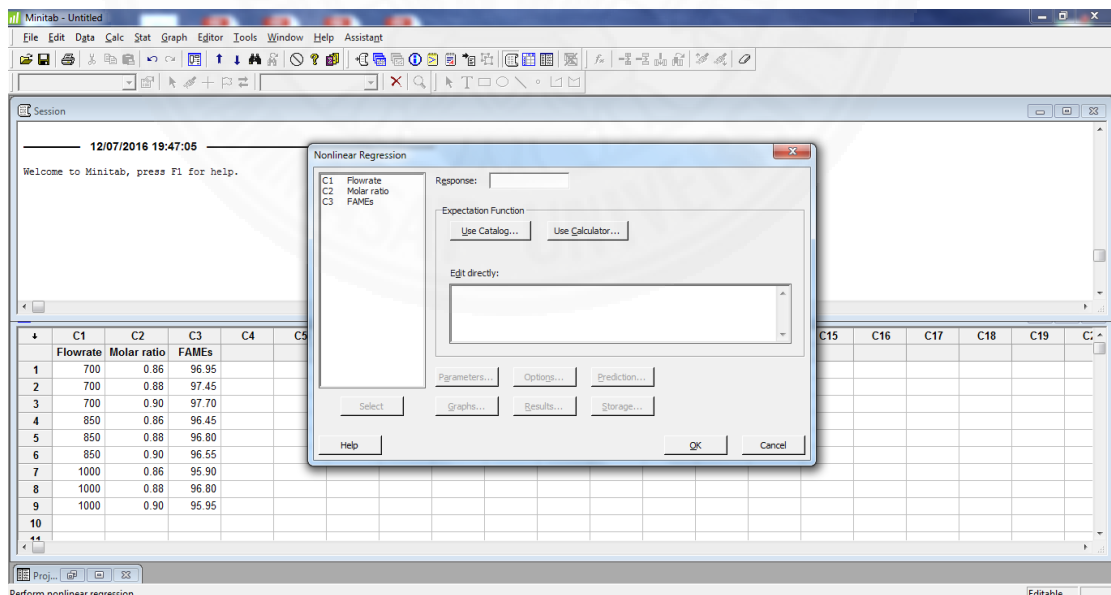 Minitab - Untitled
File Edit Data Calc Stat Graph Editor Tools Window Help Assistant
Session
12/07/2016 19:47:05
Welcome to Minitab, press F1 for help.
Nonlinear Regression
C1 Flowrate
C2 Molar ratio
C3 FAMEs
Response:
Expectation Function
Use Catalog... Use Calculator...
Edit directly:
Parameters... Options... Prediction...
Select Graphs... Results... Storage...
Help OK Cancel
C1 C2 C3 C4 C5 C15 C16 C17 C18 C19
Flowrate Molar ratio FAMEs
1 700 0.86 96.95
2 700 0.88 97.45
3 700 0.90 97.70
4 850 0.86 96.45
5 850 0.88 96.80
6 850 0.90 96.55
7 1000 0.86 95.90
8 1000 0.88 96.80
9 1000 0.90 95.95
10
11
Proj...
Perform nonlinear regression Editable